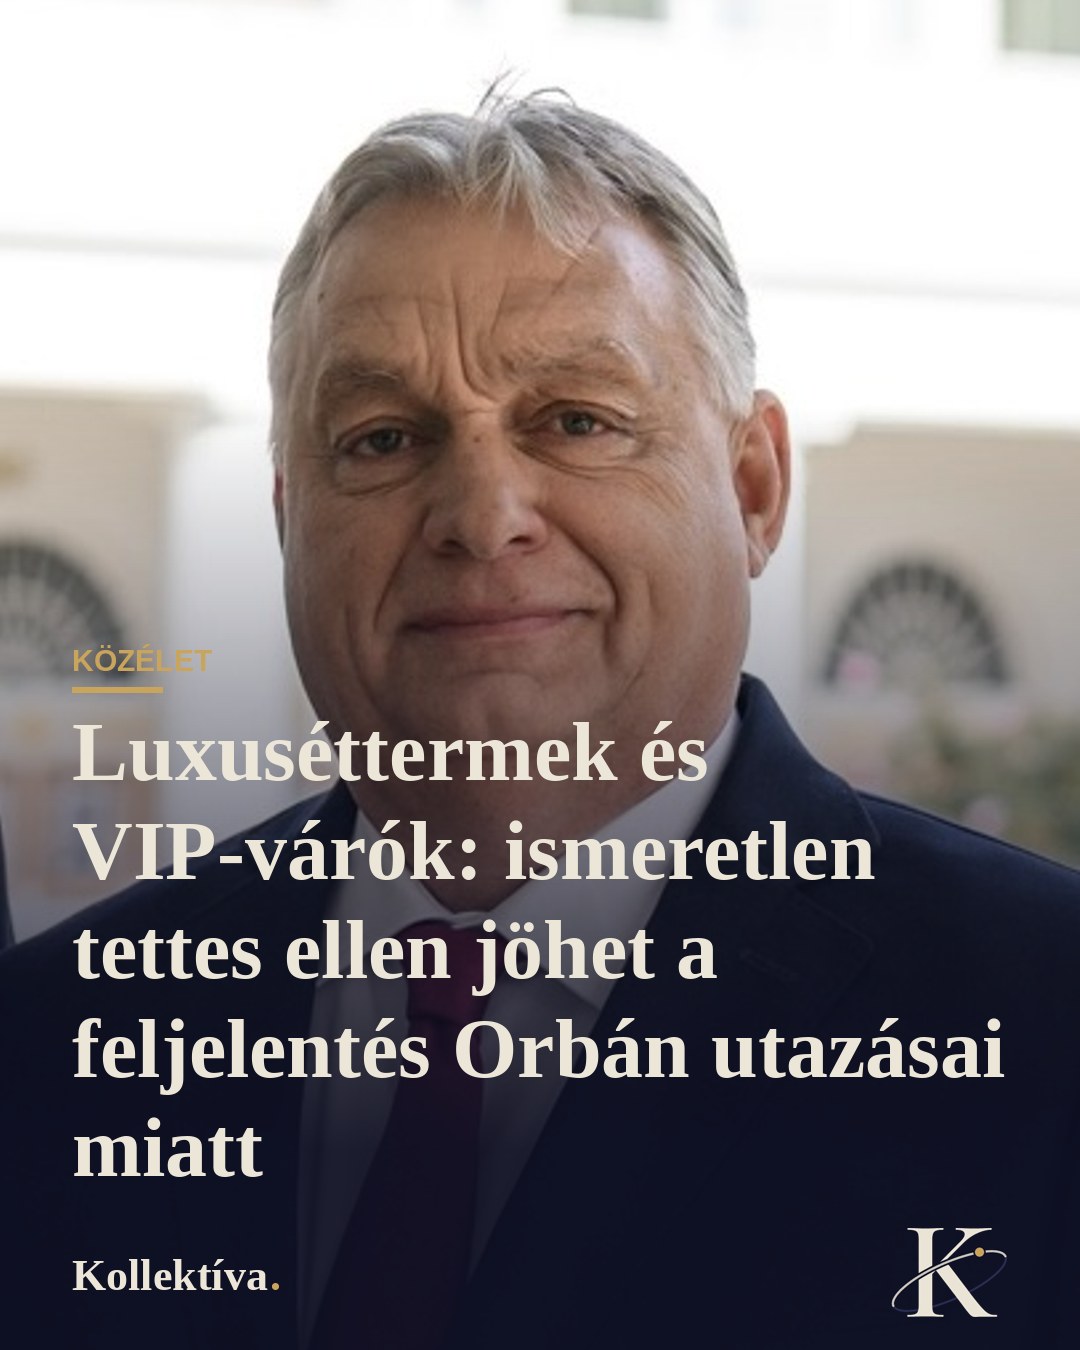 KÖZÉLET
Luxuséttermek és
VIP-várók: ismeretlen
tettes ellen jöhet a
feljelentés Orbán utazásai
miatt
Kollektíva.
K